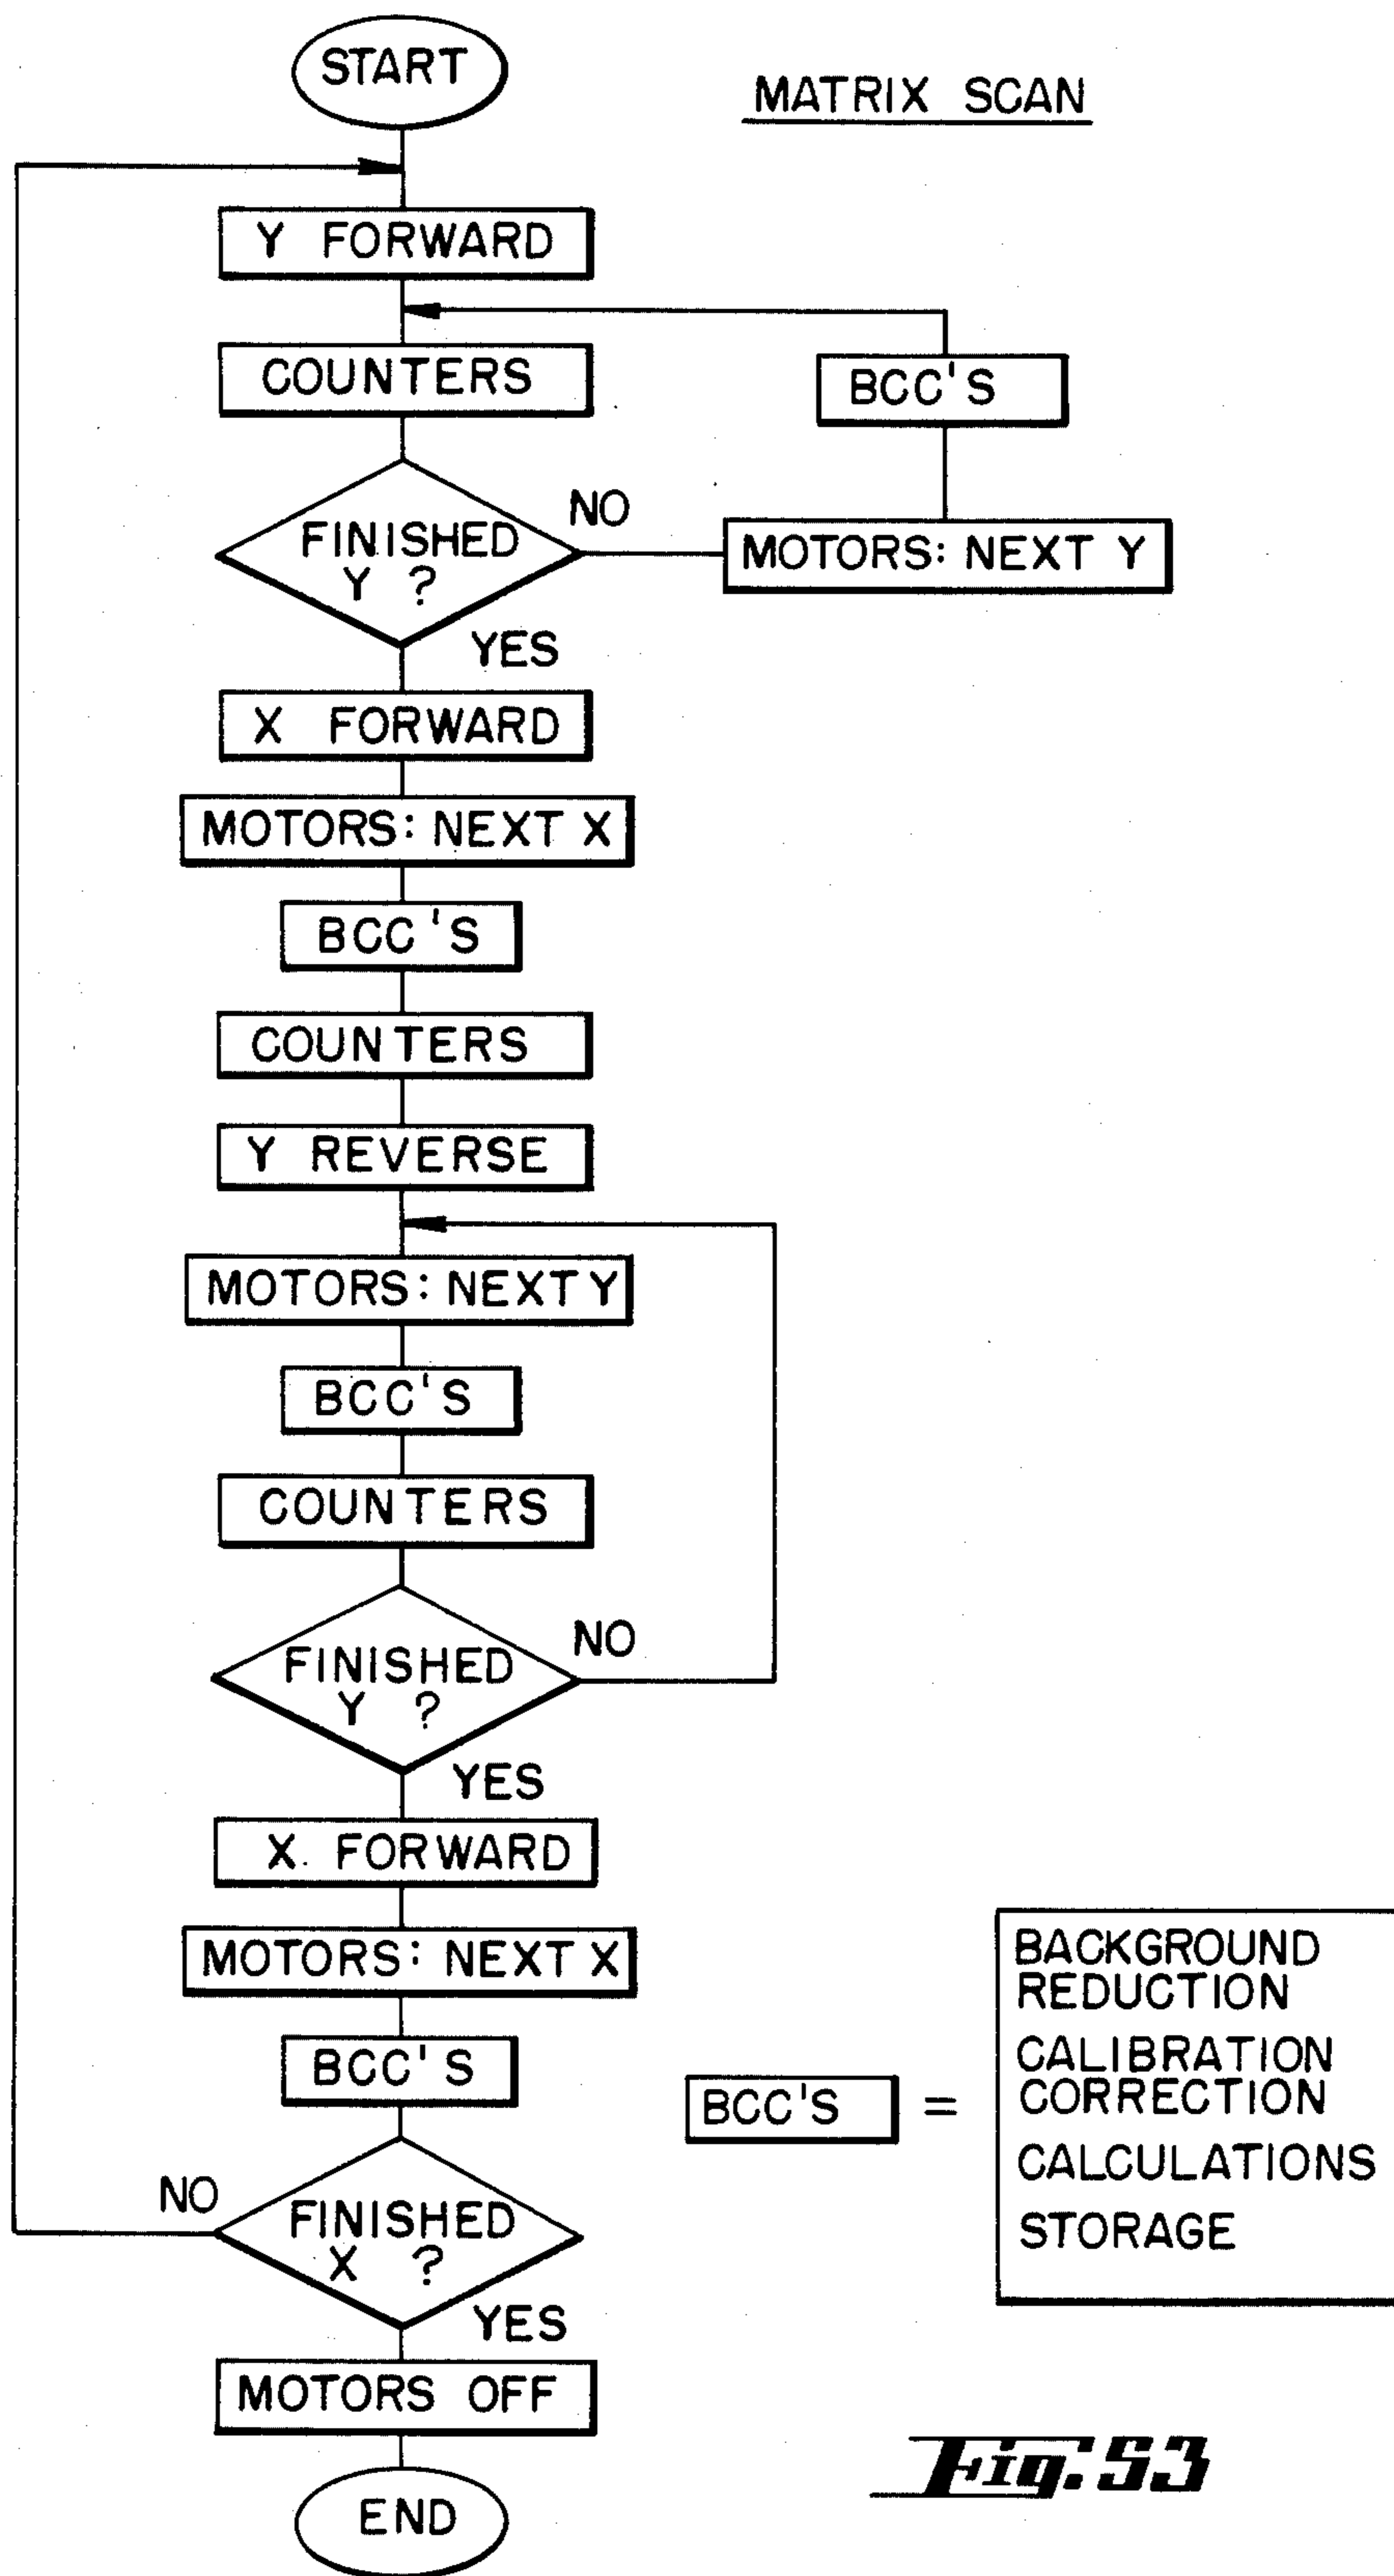 START
MATRIX SCAN
Y FORWARD
COUNTERS
BCC'S
FINISHED
Y ?
NO
MOTORS: NEXT Y
YES
X FORWARD
MOTORS: NEXT X
BCC'S
COUNTERS
Y REVERSE
MOTORS: NEXT Y
BCC'S
COUNTERS
FINISHED
Y ?
NO
YES
X. FORWARD
MOTORS: NEXT X
BCC'S
FINISHED
X ?
NO
YES
MOTORS OFF
END
BCC'S =
BACKGROUND
REDUCTION
CALIBRATION
CORRECTION
CALCULATIONS
STORAGE
Fig. 53